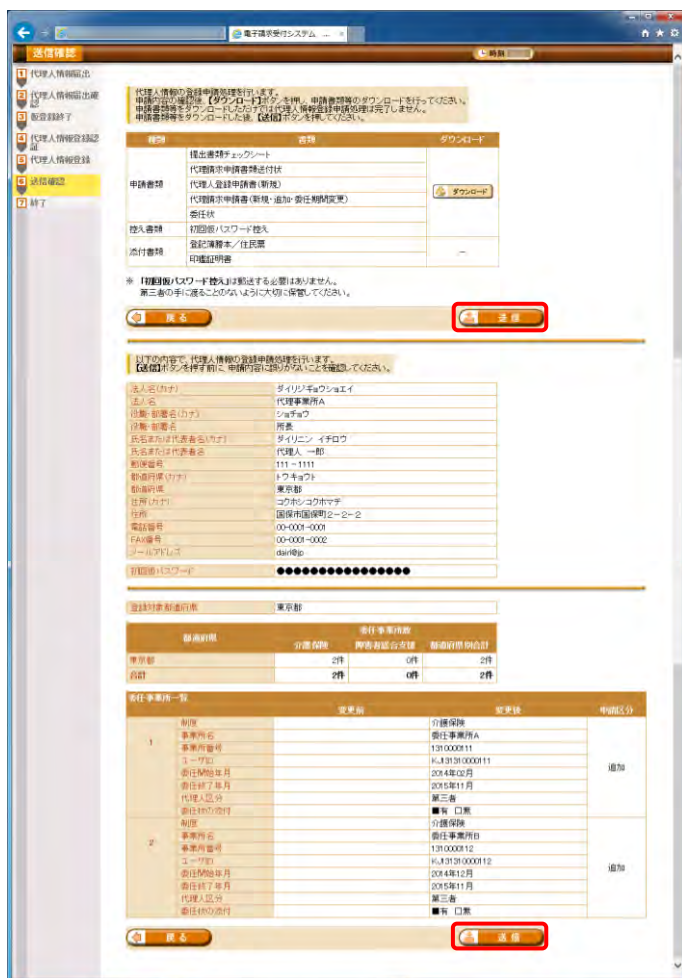 電子請求受付システム ...
送信確認
時刻
1 代理人情報届出
2 代理人情報届出確認
3 仮登録終了
4 代理人情報登録認証
5 代理人情報登録
6 送信確認
7 終了
代理人情報の登録申請処理を行います。
申請内容の確認後、【ダウンロード】ボタンを押し、申請書類等のダウンロードを行ってください。
申請書類等をダウンロードしただけでは代理人情報登録申請処理は完了しません。
申請書類等をダウンロードした後、【送信】ボタンを押してください。
種類 書類 ダウンロード
申請書類
提出書類チェックシート
代理請求申請書類送付状
代理人登録申請書(新規)
代理請求申請書(新規・追加・委任期間変更)
委任状
ダウンロード
控え書類 初回仮パスワード控え
添付書類
登記簿謄本/住民票
印鑑証明書
－
※ 「初回仮パスワード控え」は郵送する必要はありません。
第三者の手に渡ることのないように大切に保管してください。
戻る 送信
以下の内容で、代理人情報の登録申請処理を行います。
【送信】ボタンを押す前に、申請内容に誤りがないことを確認してください。
法人名(カナ) ダイリジギョウショエイ
法人名 代理事業所A
役職・部署名(カナ) ショチョウ
役職・部署名 所長
氏名または代表者名(カナ) ダイリニン イチロウ
氏名または代表者名 代理人 一郎
郵便番号 111-1111
都道府県(カナ) トウキョウト
都道府県 東京都
住所(カナ) コクホシコクホマチ
住所 国保市国保町2-2-2
電話番号 00-0001-0001
FAX番号 00-0001-0002
メールアドレス dairi@jp
初回仮パスワード ●●●●●●●●●●●●●●●●
登録対象都道府県 東京都
都道府県 委任事業所数
介護保険 障害者総合支援 都道府県別合計
東京都 2件 0件 2件
合計 2件 0件 2件
委任事業所一覧
変更前 変更後 申請区分
1
制度 介護保険
事業所名 委任事業所A
事業所番号 1310000111
ユーザID KJ131310000111
委任開始年月 2014年02月
委任終了年月 2015年11月
代理人区分 第三者
委任状の添付 ■有 □無
追加
2
制度 介護保険
事業所名 委任事業所B
事業所番号 1310000112
ユーザID KJ131310000112
委任開始年月 2014年12月
委任終了年月 2015年11月
代理人区分 第三者
委任状の添付 ■有 □無
追加
戻る 送信